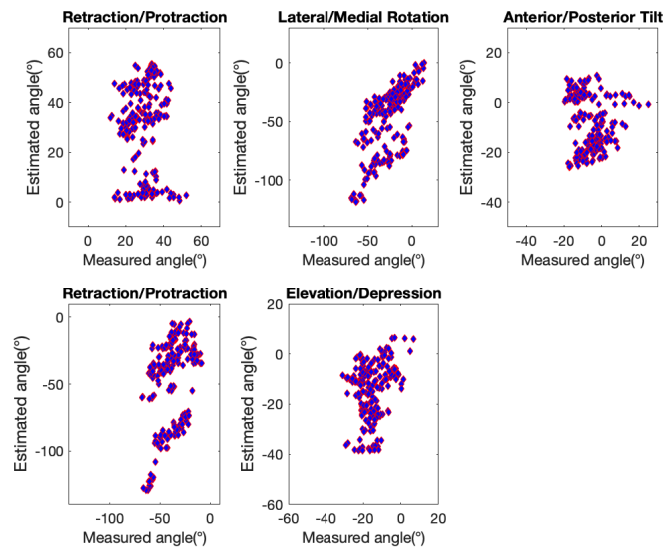 Retraction/Protraction
Estimated angle(°)
60
40
20
0
0 20 40 60
Measured angle(°)
Lateral/Medial Rotation
Estimated angle(°)
0
-50
-100
-100 -50 0
Measured angle(°)
Anterior/Posterior Tilt
Estimated angle(°)
20
0
-20
-40
-40 -20 0 20
Measured angle(°)
Retraction/Protraction
Estimated angle(°)
0
-50
-100
-100 -50 0
Measured angle(°)
Elevation/Depression
Estimated angle(°)
0
-20
-40
-60
-60 -40 -20 0 20
Measured angle(°)